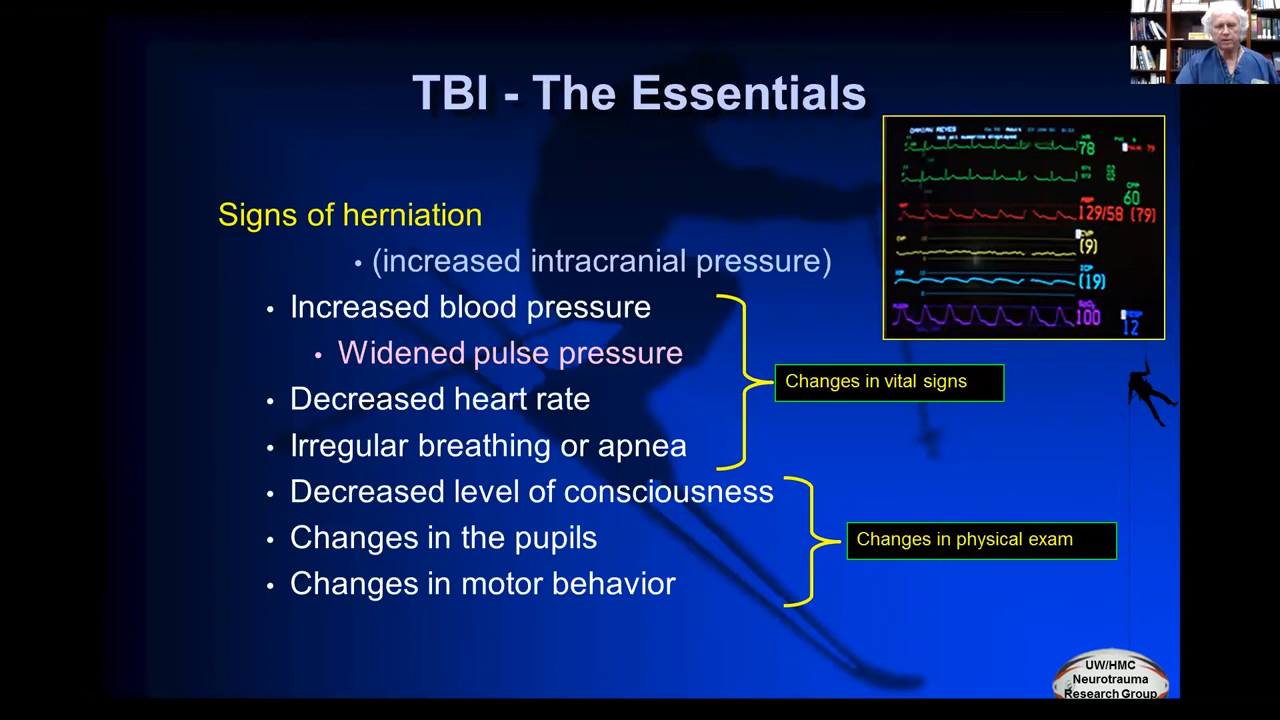 TBI - The Essentials
Signs of herniation
• (increased intracranial pressure)
• Increased blood pressure
• Widened pulse pressure
• Decreased heart rate
• Irregular breathing or apnea
• Decreased level of consciousness
• Changes in the pupils
• Changes in motor behavior
Changes in vital signs
Changes in physical exam
78
CPP
60
129/58 (79)
(9)
ICP
(19)
100
12
UW/HMC
Neurotrauma
Research Group